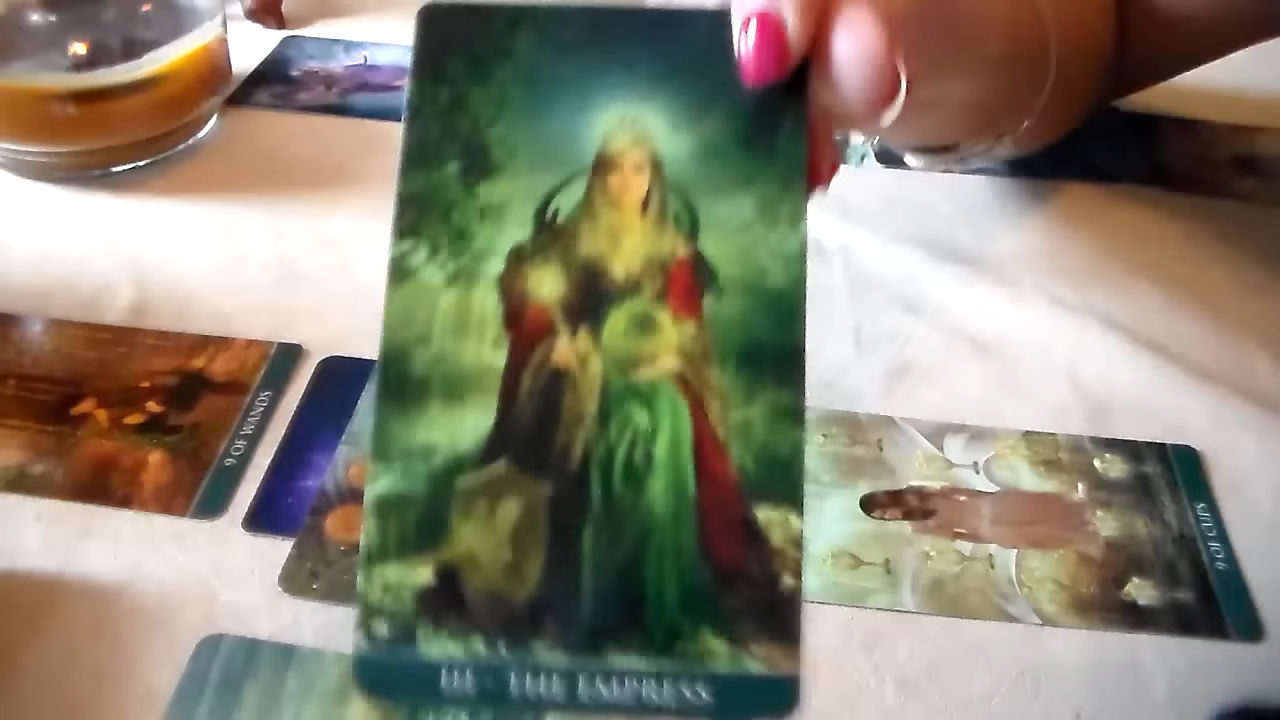 III - THE EMPRESS
9 OF WANDS
9 OF CUPS